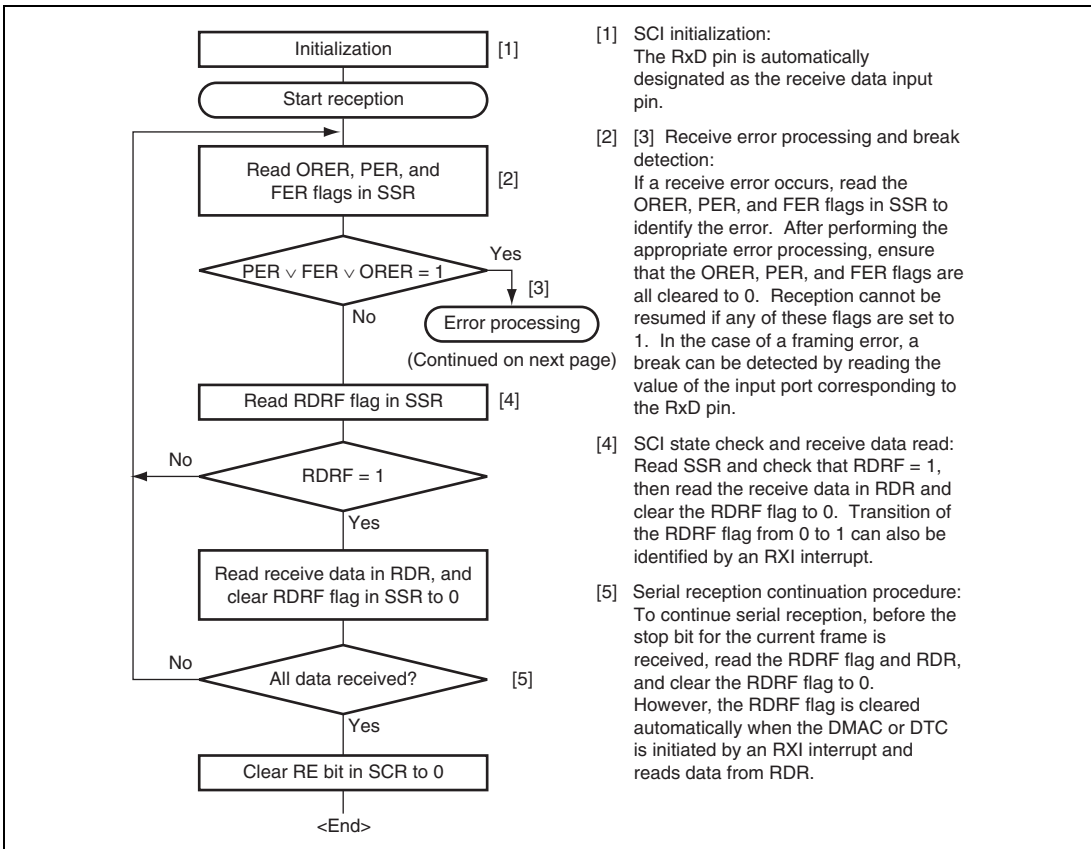 Initialization
[1]
Start reception
Read ORER, PER, and
FER flags in SSR
[2]
PER ∨ FER ∨ ORER = 1
Yes
[3]
No
Error processing
(Continued on next page)
Read RDRF flag in SSR
[4]
No
RDRF = 1
Yes
Read receive data in RDR, and
clear RDRF flag in SSR to 0
No
All data received?
[5]
Yes
Clear RE bit in SCR to 0
<End>
[1] SCI initialization:
The RxD pin is automatically
designated as the receive data input
pin.
[2] [3] Receive error processing and break
detection:
If a receive error occurs, read the
ORER, PER, and FER flags in SSR to
identify the error. After performing the
appropriate error processing, ensure
that the ORER, PER, and FER flags are
all cleared to 0. Reception cannot be
resumed if any of these flags are set to
1. In the case of a framing error, a
break can be detected by reading the
value of the input port corresponding to
the RxD pin.
[4] SCI state check and receive data read:
Read SSR and check that RDRF = 1,
then read the receive data in RDR and
clear the RDRF flag to 0. Transition of
the RDRF flag from 0 to 1 can also be
identified by an RXI interrupt.
[5] Serial reception continuation procedure:
To continue serial reception, before the
stop bit for the current frame is
received, read the RDRF flag and RDR,
and clear the RDRF flag to 0.
However, the RDRF flag is cleared
automatically when the DMAC or DTC
is initiated by an RXI interrupt and
reads data from RDR.